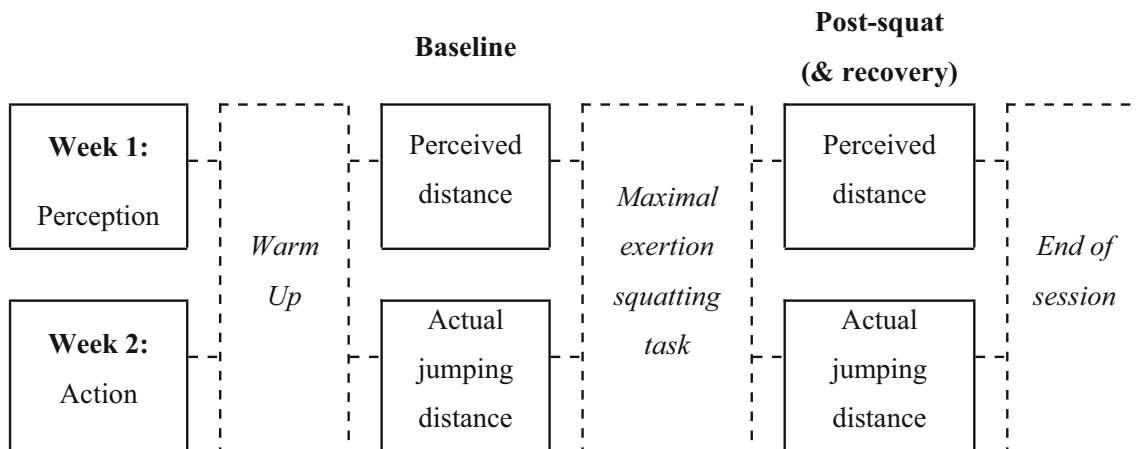 Baseline
Post-squat
(& recovery)
Week 1:
Perception
Warm
Up
Perceived
distance
Maximal
exertion
squatting
task
Perceived
distance
End of
session
Week 2:
Action
Actual
jumping
distance
Actual
jumping
distance